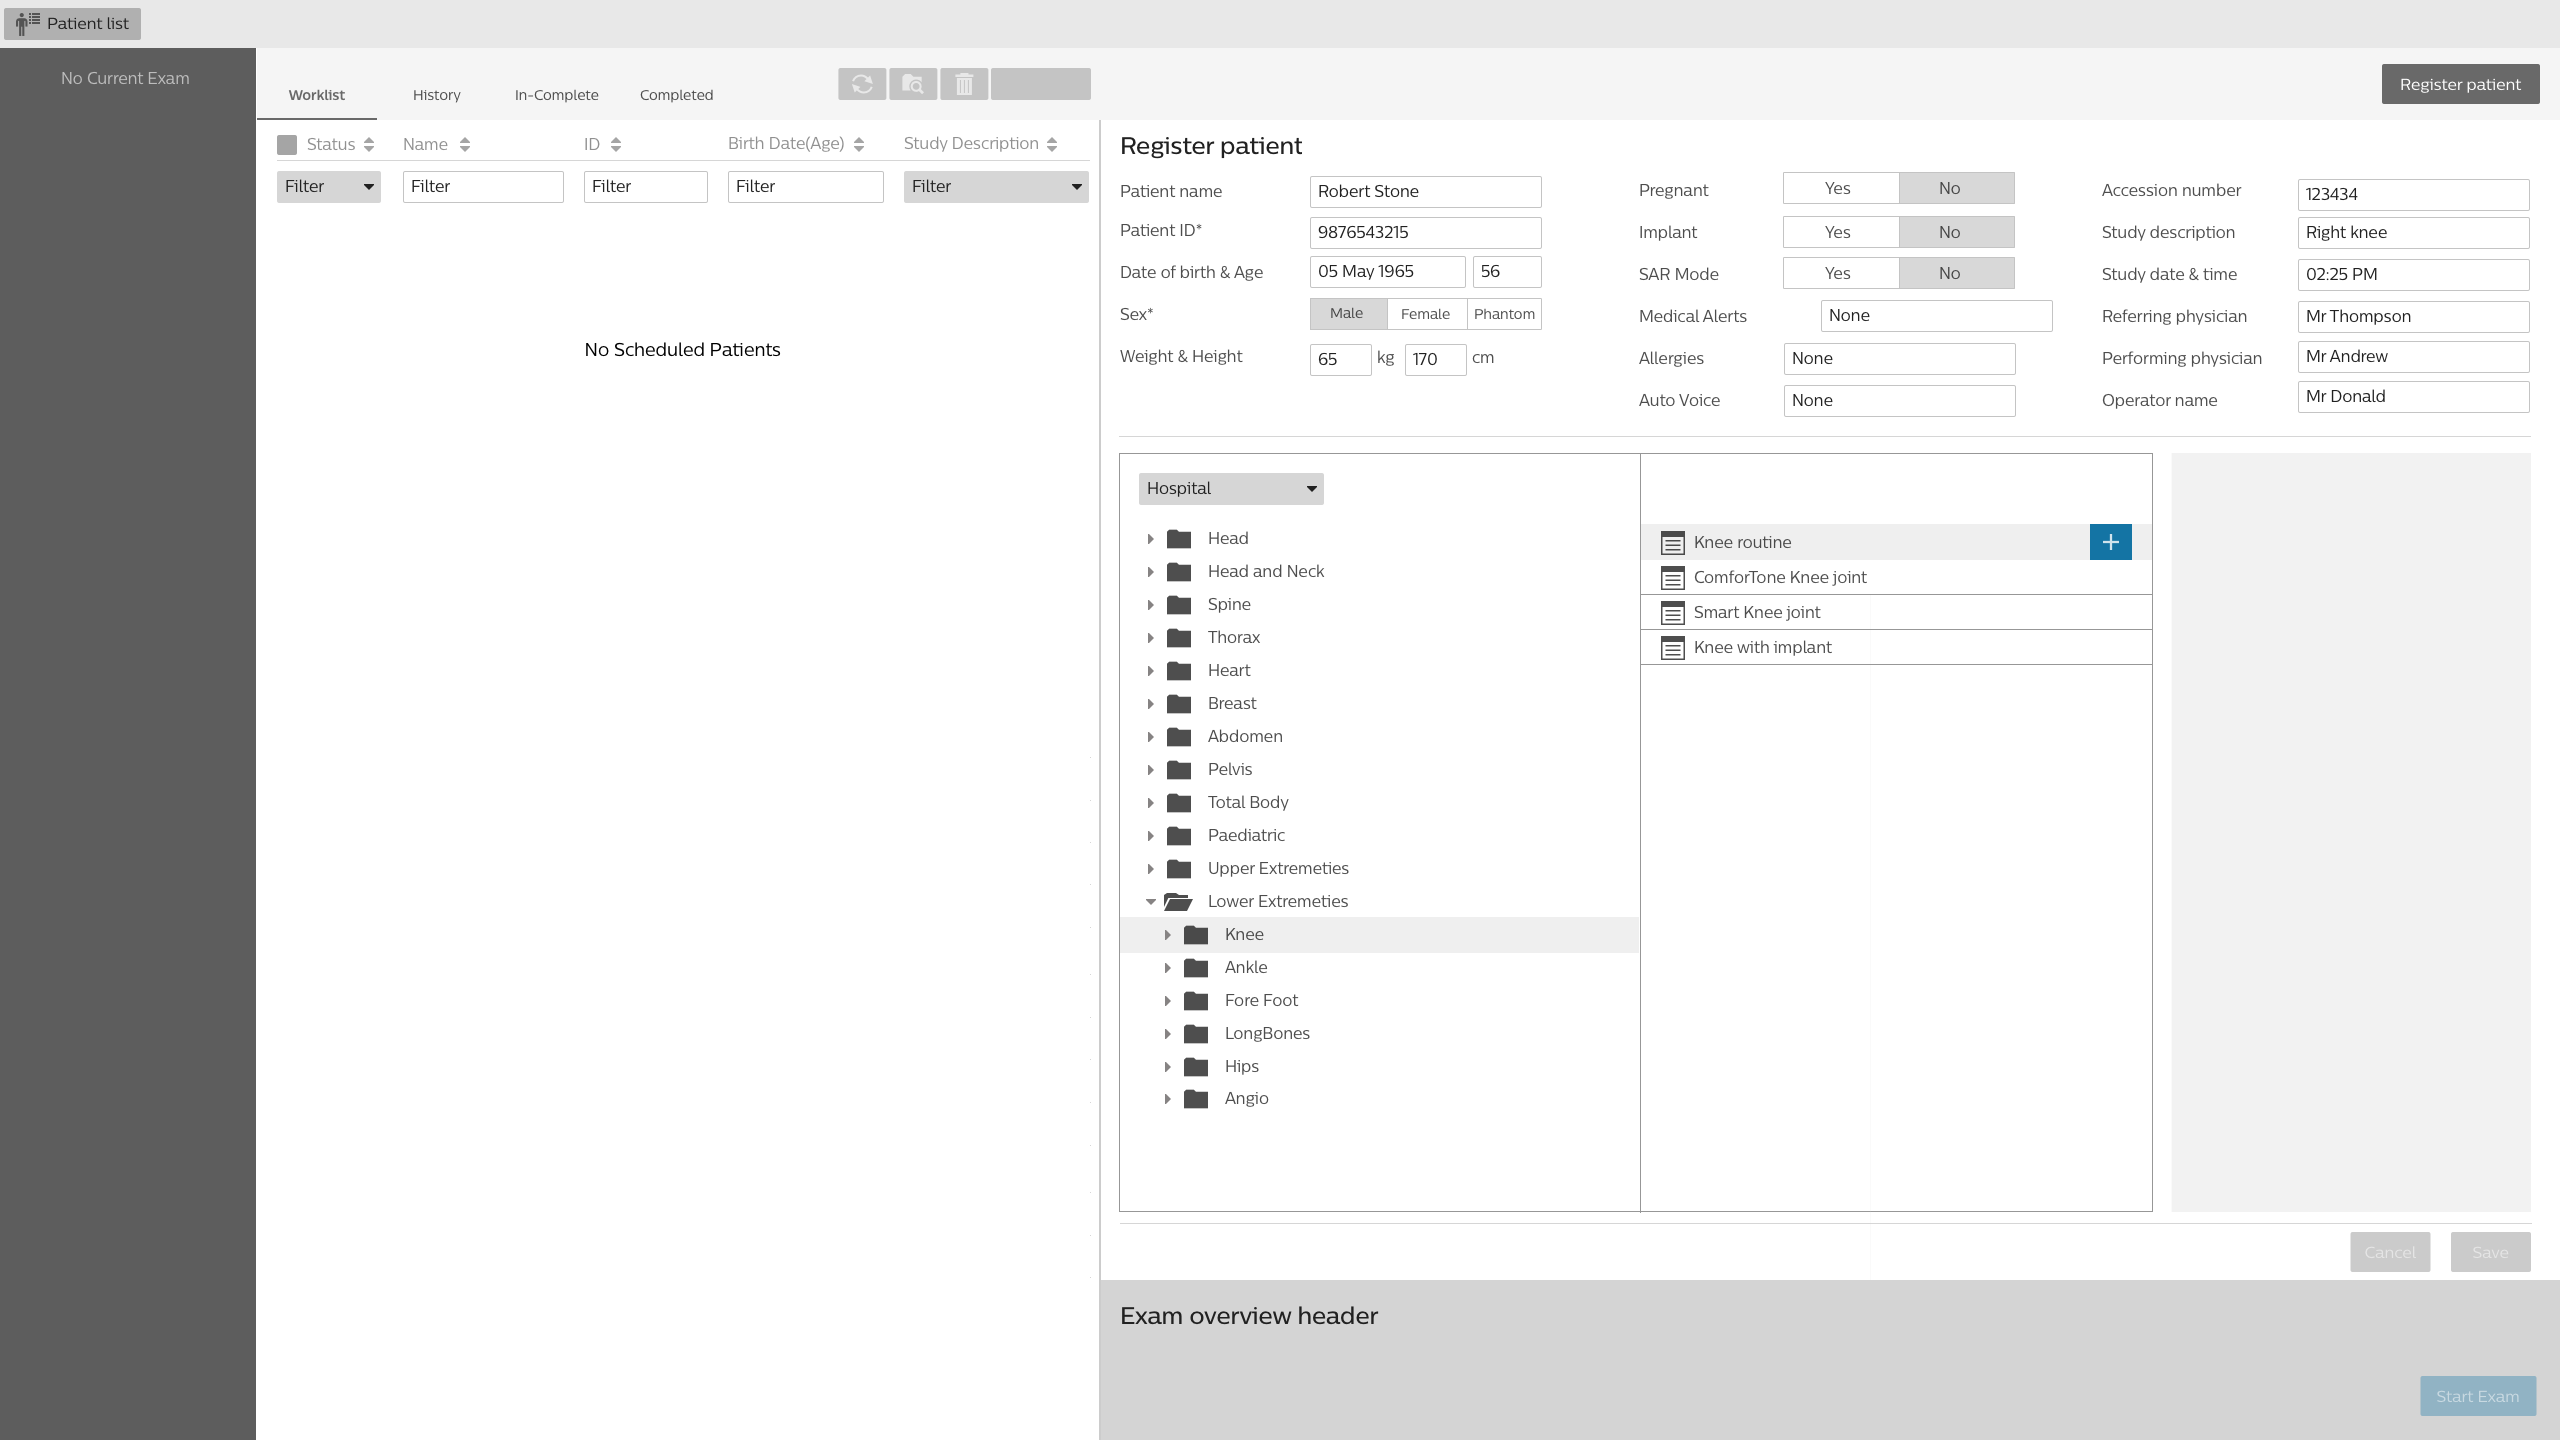 Patient list
No Current Exam
Worklist History In-Complete Completed
Register patient
Status Name ID Birth Date(Age) Study Description
Filter Filter Filter Filter Filter
No Scheduled Patients
Register patient
Patient name Robert Stone
Patient ID* 9876543215
Date of birth & Age 05 May 1965 56
Sex* Male Female Phantom
Weight & Height 65 kg 170 cm
Pregnant Yes No
Implant Yes No
SAR Mode Yes No
Medical Alerts None
Allergies None
Auto Voice None
Accession number 123434
Study description Right knee
Study date & time 02:25 PM
Referring physician Mr Thompson
Performing physician Mr Andrew
Operator name Mr Donald
Hospital
Head
Head and Neck
Spine
Thorax
Heart
Breast
Abdomen
Pelvis
Total Body
Paediatric
Upper Extremeties
Lower Extremeties
Knee
Ankle
Fore Foot
LongBones
Hips
Angio
Knee routine
ComforTone Knee joint
Smart Knee joint
Knee with implant
Cancel Save
Exam overview header
Start Exam